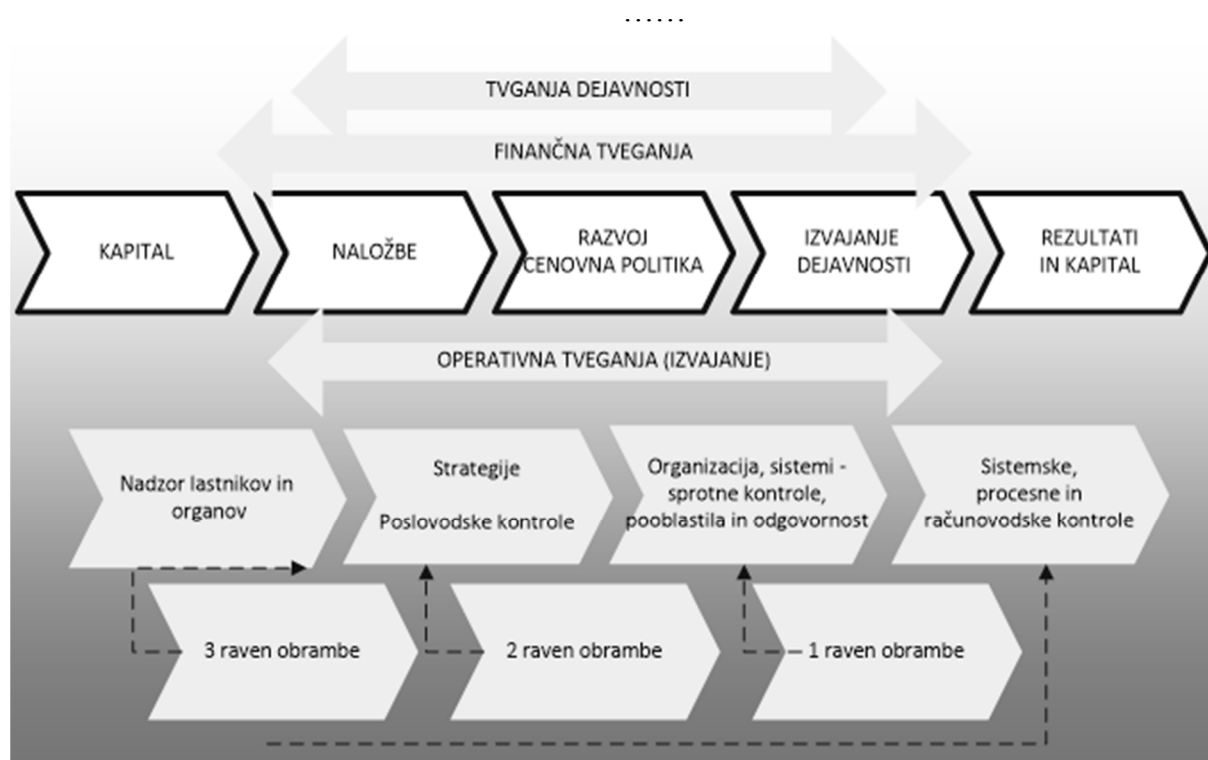 ......
TVGANJA DEJAVNOSTI
FINANČNA TVEGANJA
KAPITAL
NALOŽBE
RAZVOJ
CENOVNA POLITIKA
IZVAJANJE
DEJAVNOSTI
REZULTATI
IN KAPITAL
OPERATIVNA TVEGANJA (IZVAJANJE)
Nadzor lastnikov in
organov
Strategije
Poslovodske kontrole
Organizacija, sistemi -
sprotne kontrole,
pooblastila in odgovornost
Sistemske,
procesne in
računovodske kontrole
3 raven obrambe
2 raven obrambe
1 raven obrambe